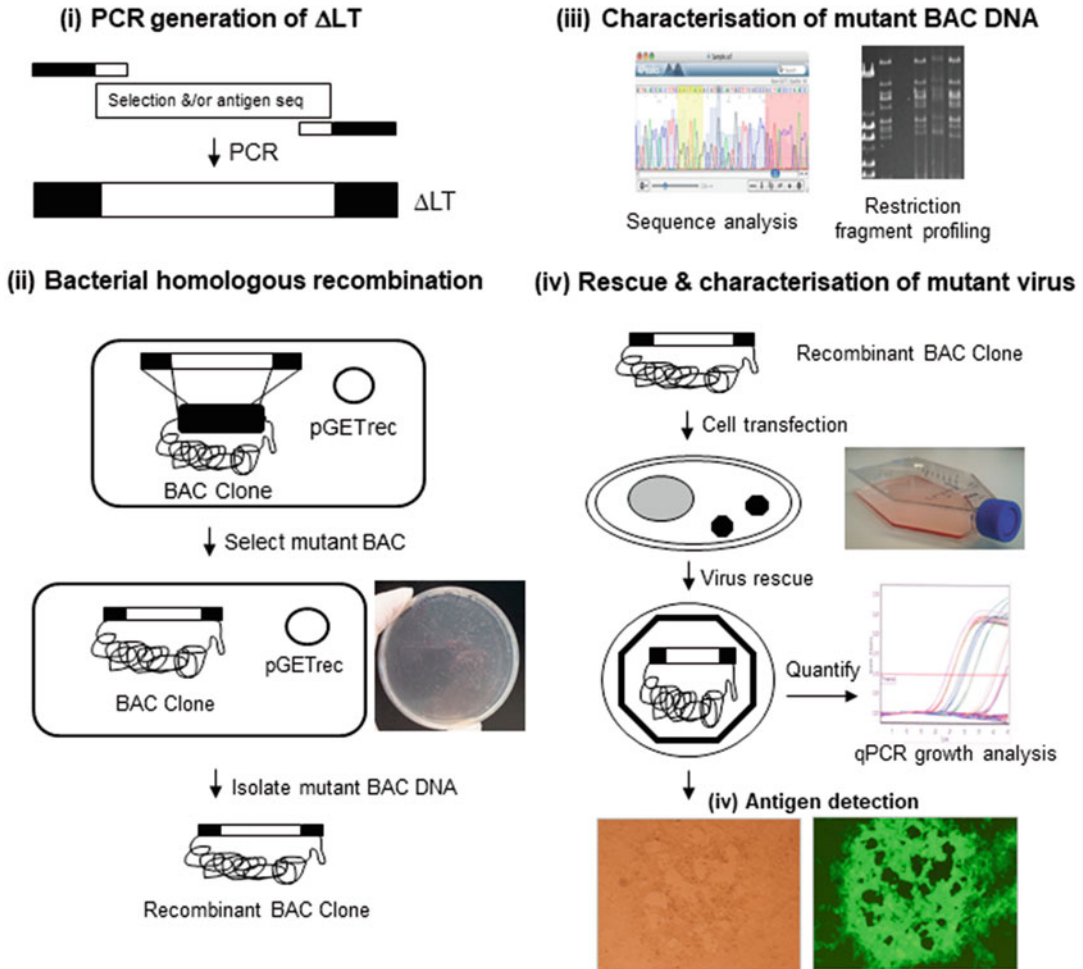 (i) PCR generation of ΔLT
Selection &/or antigen seq
PCR
ΔLT
(ii) Bacterial homologous recombination
pGETrec
BAC Clone
Select mutant BAC
pGETrec
BAC Clone
Isolate mutant BAC DNA
Recombinant BAC Clone
(iii) Characterisation of mutant BAC DNA
Sequence analysis
Restriction
fragment profiling
(iv) Rescue & characterisation of mutant virus
Recombinant BAC Clone
Cell transfection
Virus rescue
Quantify
qPCR growth analysis
(iv) Antigen detection